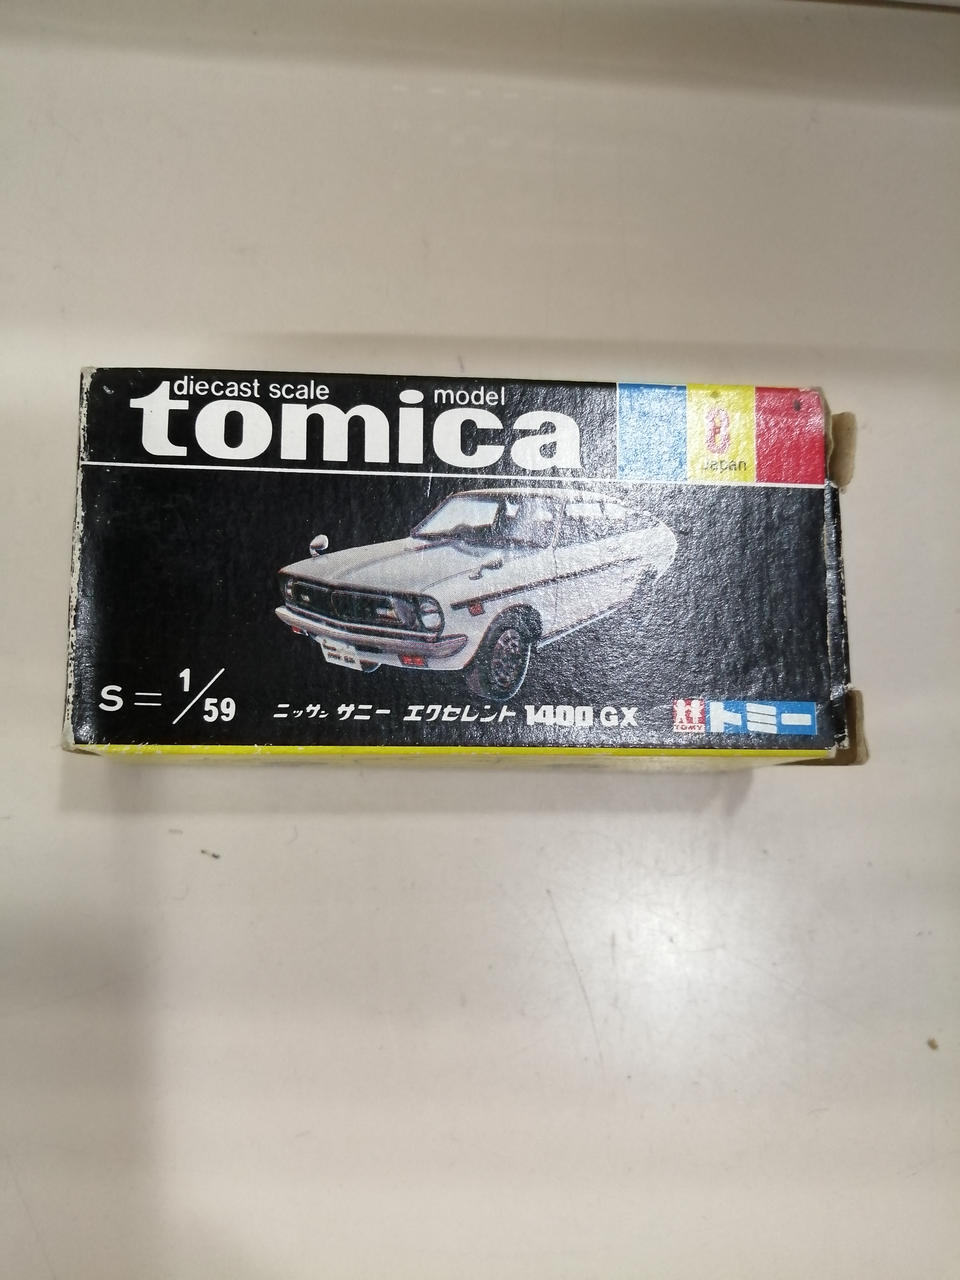 diecast scale model
tomica
8
Japan
S = 1/59
ニッサン サニー エクセレント 1400 GX
TOMY
トミー